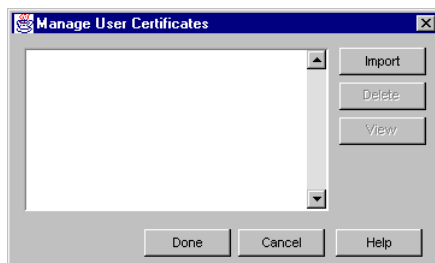 Manage User Certificates
Import
Delete
View
Done Cancel Help